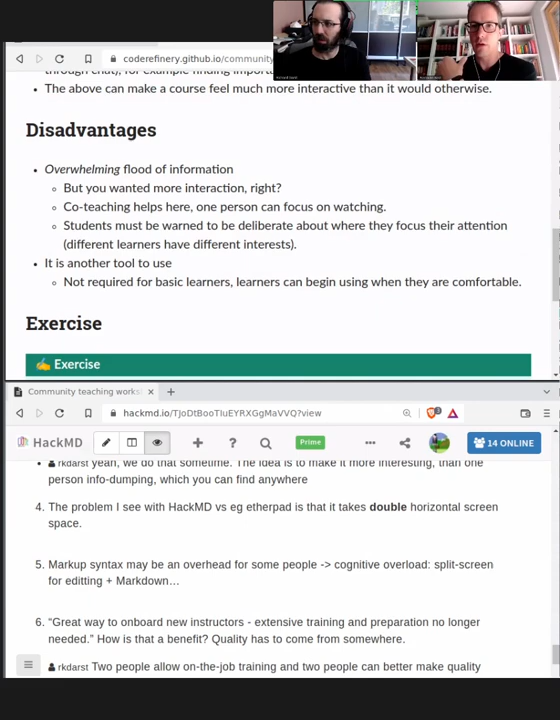 coderefinery.github.io/community
through chat), for example finding import
The above can make a course feel much more interactive than it would otherwise.
Disadvantages
Overwhelming flood of information
But you wanted more interaction, right?
Co-teaching helps here, one person can focus on watching.
Students must be warned to be deliberate about where they focus their attention
(different learners have different interests).
It is another tool to use
Not required for basic learners, learners can begin using when they are comfortable.
Exercise
✍️ Exercise
Community teaching works
hackmd.io/TJoDtBooTIuEYRXGgMaVVQ?view
HackMD
Prime
14 ONLINE
rkdarst yeah, we do that sometime. The idea is to make it more interesting, than one
person info-dumping, which you can find anywhere
4. The problem I see with HackMD vs eg etherpad is that it takes double horizontal screen
space.
5. Markup syntax may be an overhead for some people -> cognitive overload: split-screen
for editting + Markdown…
6. “Great way to onboard new instructors - extensive training and preparation no longer
needed.” How is that a benefit? Quality has to come from somewhere.
rkdarst Two people allow on-the-job training and two people can better make quality